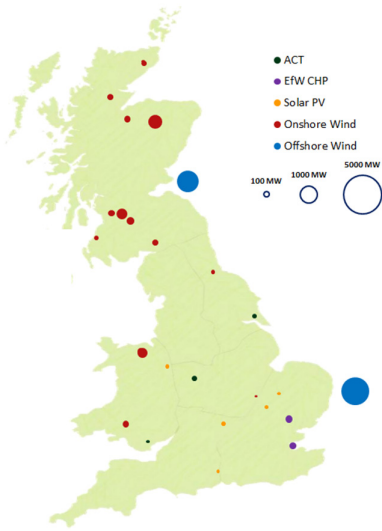 ACT
EfW CHP
Solar PV
Onshore Wind
Offshore Wind
5000 MW
1000 MW
100 MW